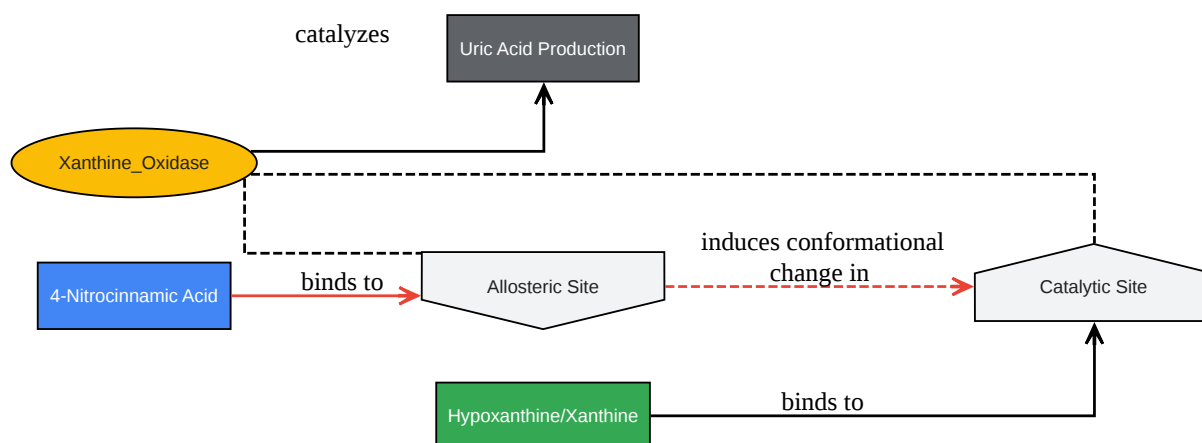 catalyzes
Uric Acid Production
Xanthine_Oxidase
induces conformational
change in
4-Nitrocinnamic Acid
binds to
Allosteric Site
Catalytic Site
Hypoxanthine/Xanthine
binds to